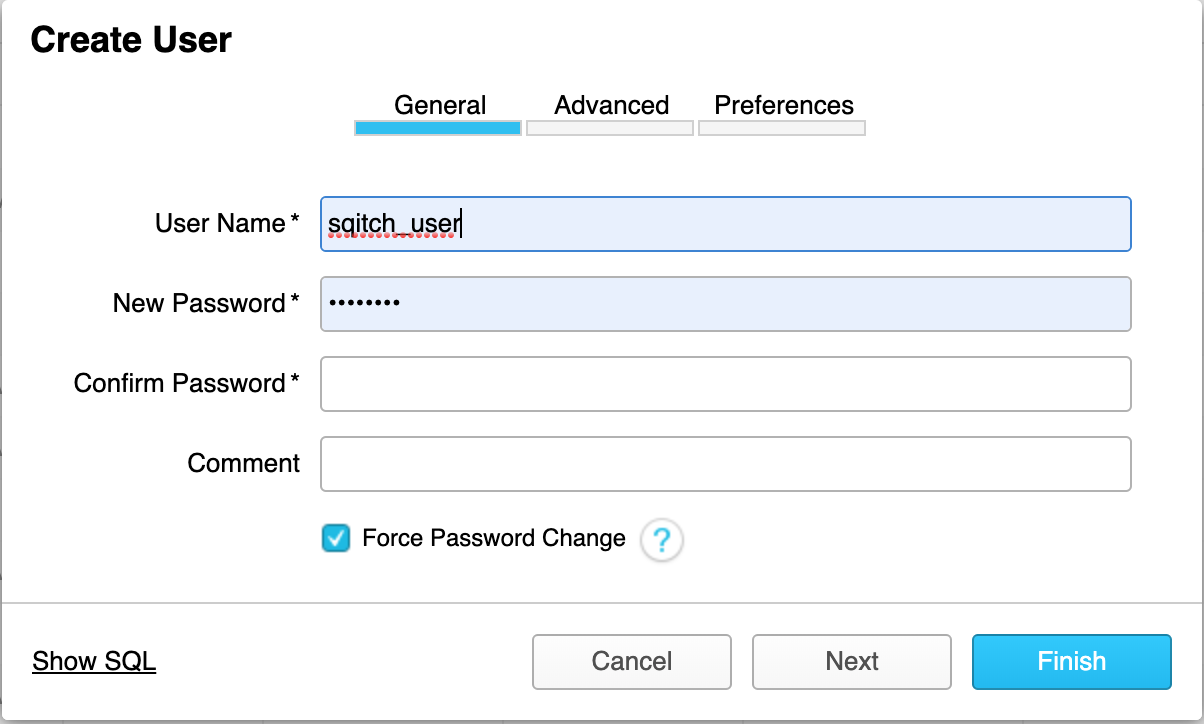 Create User
General Advanced Preferences
User Name* sqitch_user
New Password* ••••••••
Confirm Password*
Comment
Force Password Change ?
Show SQL Cancel Next Finish